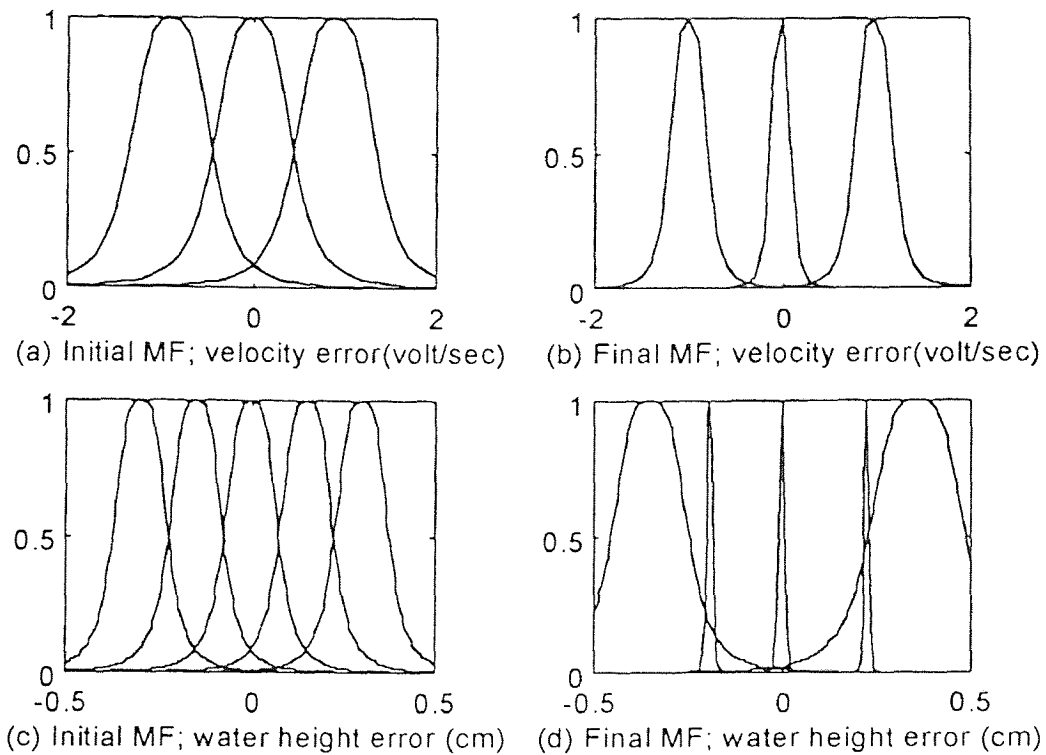 1
0.5
0
-2 0 2
(a) Initial MF; velocity error(volt/sec)
1
0.5
0
-2 0 2
(b) Final MF; velocity error(volt/sec)
1
0.5
0
-0.5 0 0.5
(c) Initial MF; water height error (cm)
1
0.5
0
-0.5 0 0.5
(d) Final MF; water height error (cm)